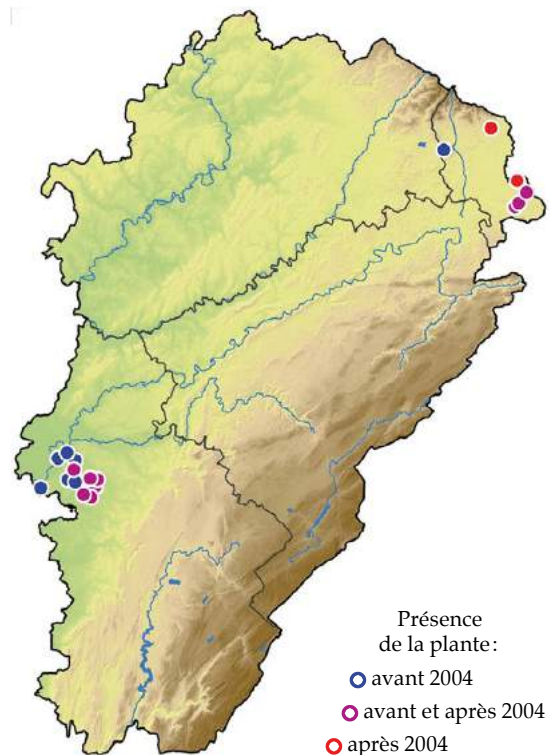 Présence
de la plante:
avant 2004
avant et après 2004
après 2004